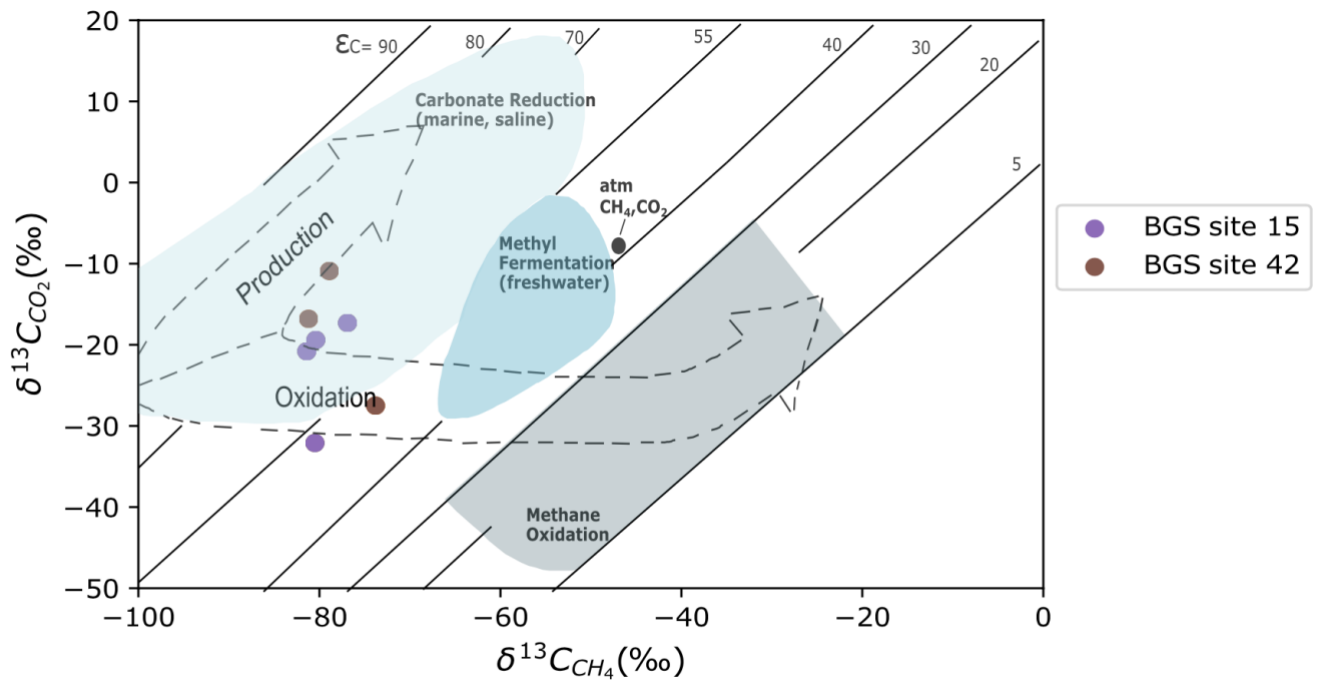 20
10
0
−10
−20
−30
−40
−50
δ¹³C_CO₂(‰)
εC= 90
80
70
55
40
30
20
5
Carbonate Reduction
(marine, saline)
atm
CH₄,CO₂
Methyl
Fermentation
(freshwater)
Production
Oxidation
Methane
Oxidation
−100
−80
−60
−40
−20
0
δ¹³C_CH₄(‰)
BGS site 15
BGS site 42